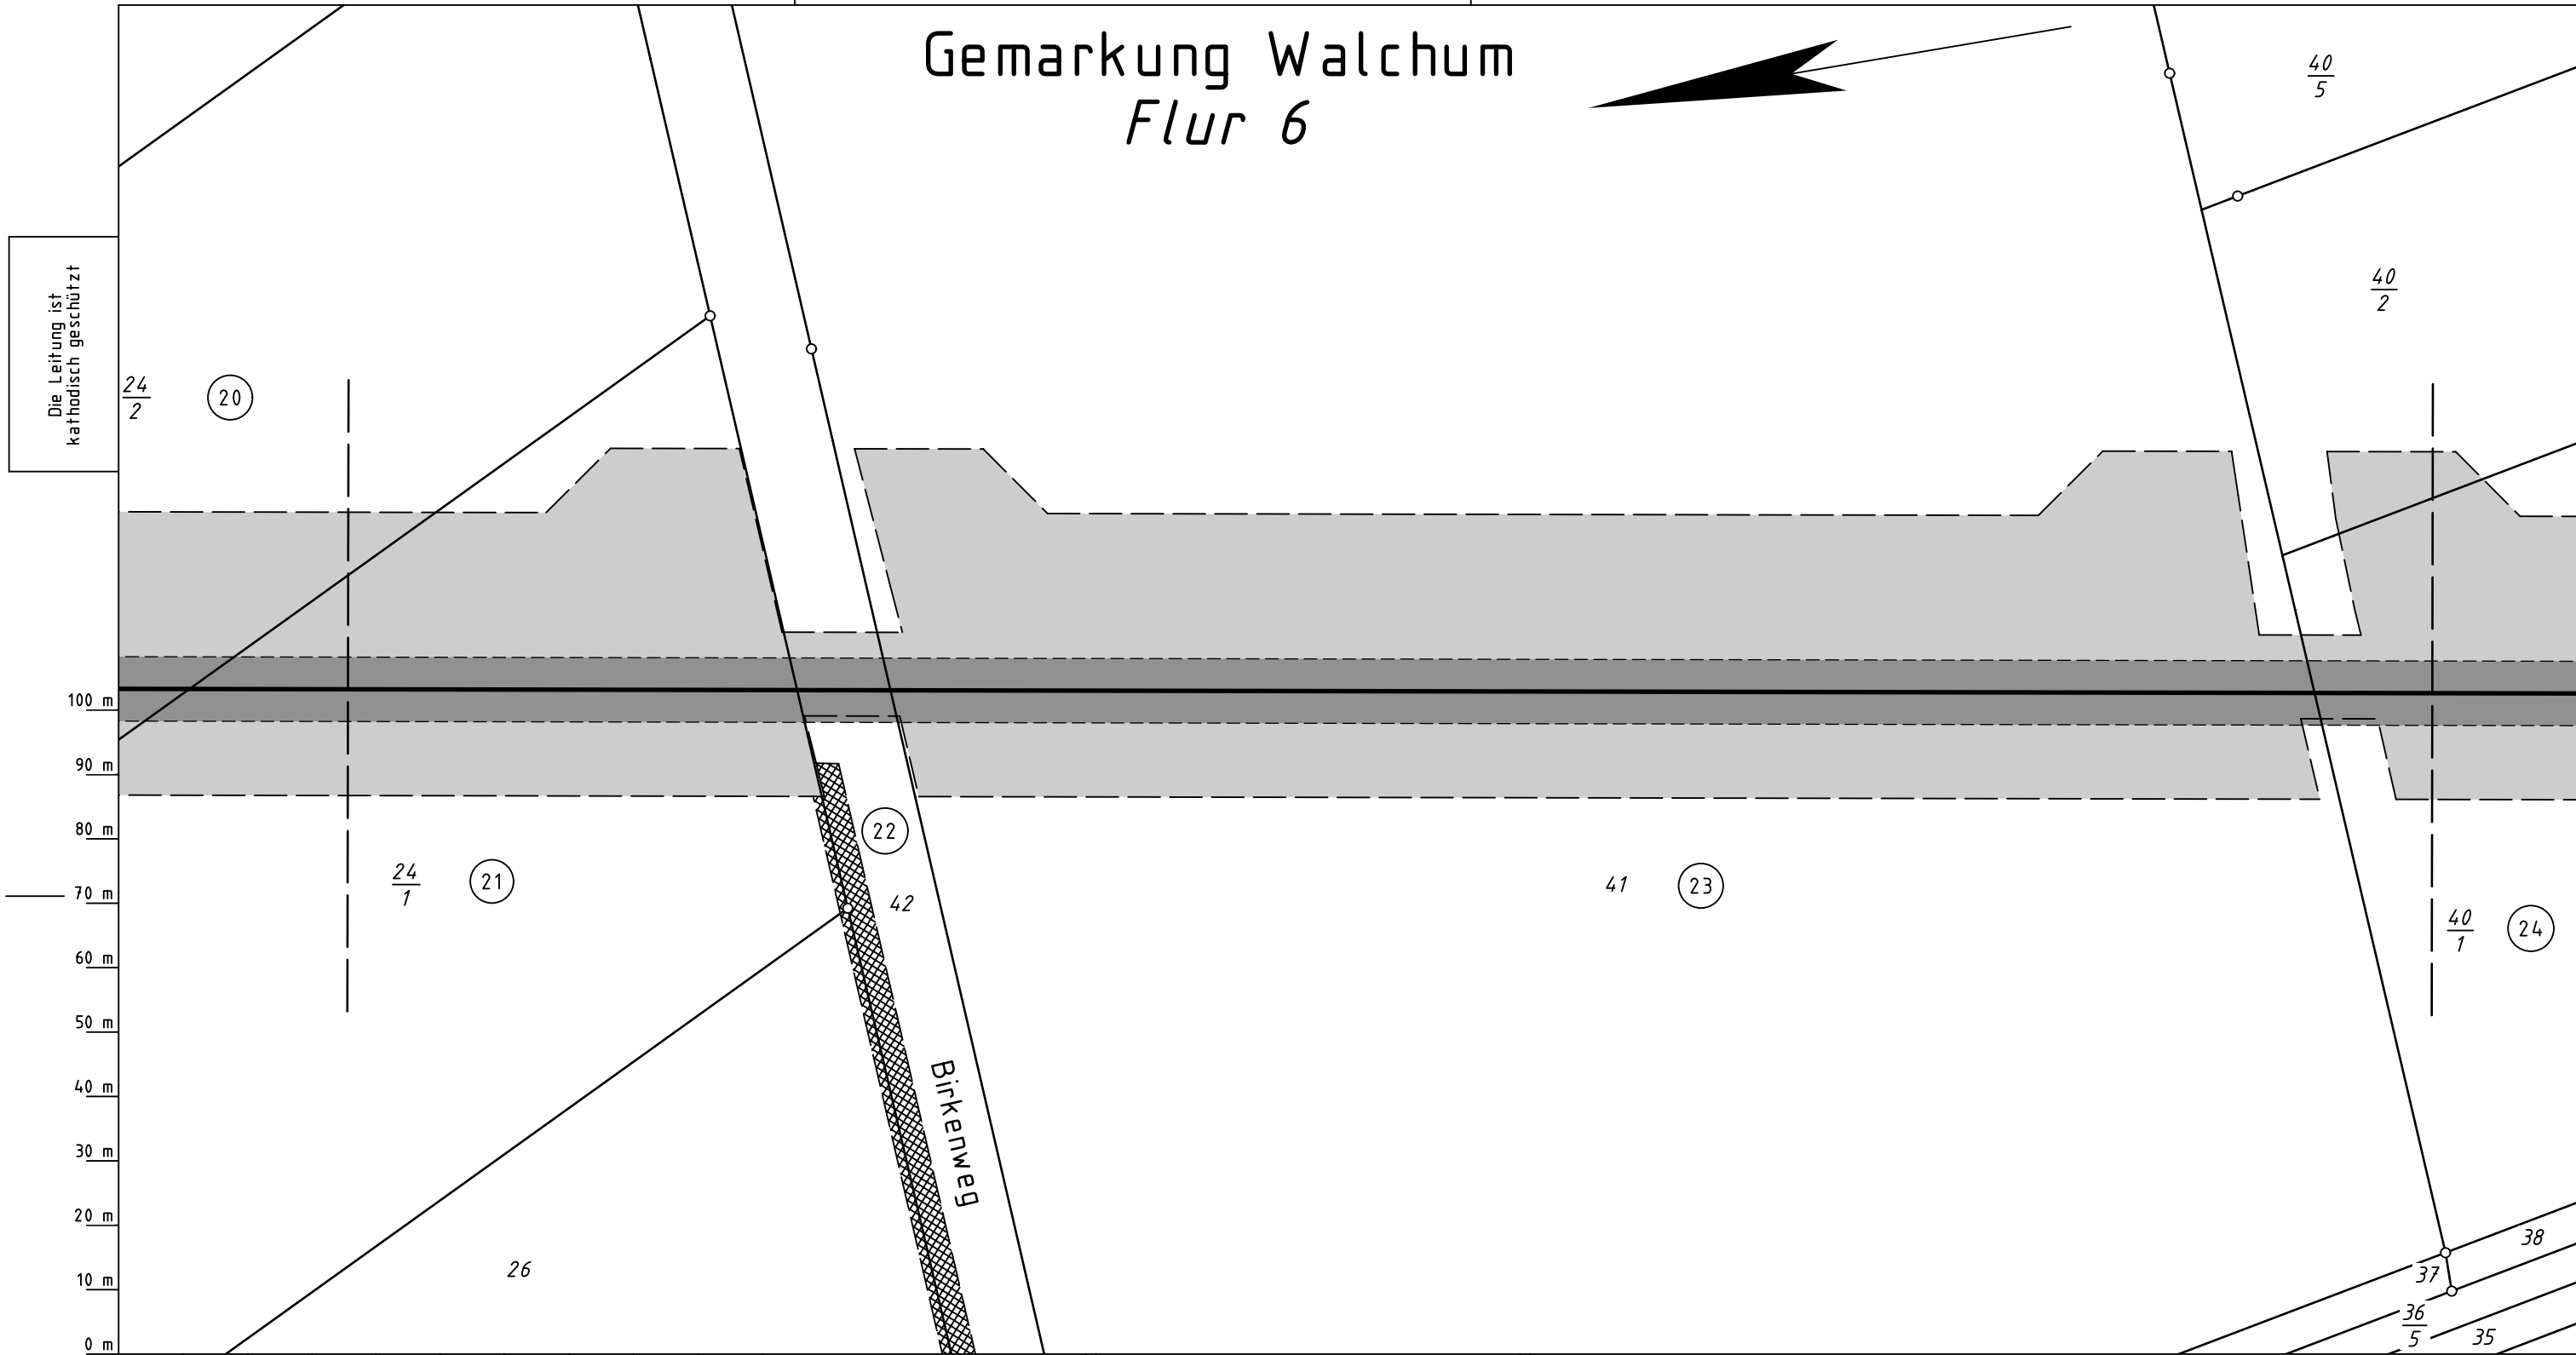 Gemarkung Walchum
Flur 6
40
5
40
2
Die Leitung ist
kathodisch geschützt
24
2
20
100 m
90 m
80 m
70 m
60 m
50 m
40 m
30 m
20 m
10 m
0 m
22
24
1
21
42
41
23
40
1
24
Birkenweg
26
38
37
36
5
35